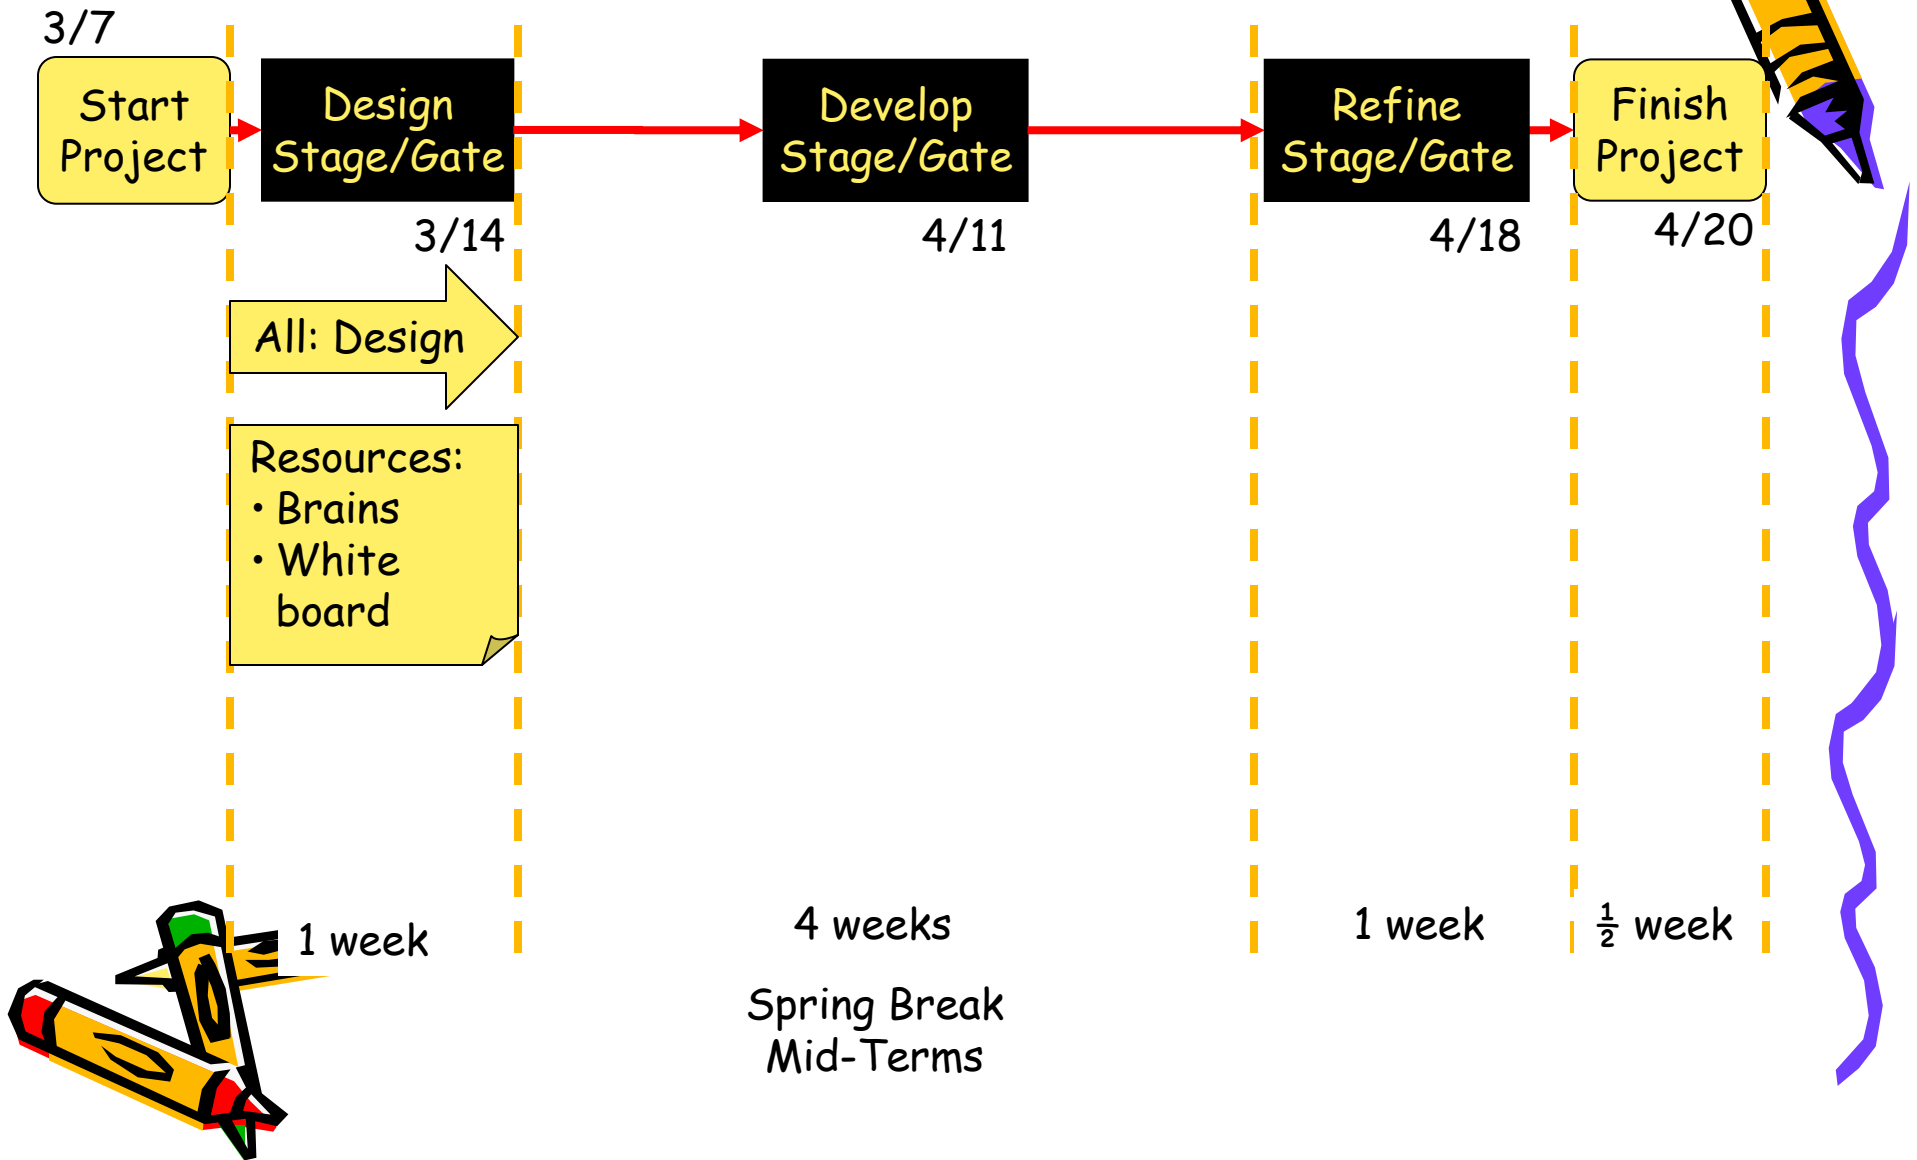 3/7
Start
Project
Design
Stage/Gate
Develop
Stage/Gate
Refine
Stage/Gate
Finish
Project
3/14
4/11
4/18
4/20
All: Design
Resources:
• Brains
• White
board
1 week
4 weeks
1 week
½ week
Spring Break
Mid-Terms